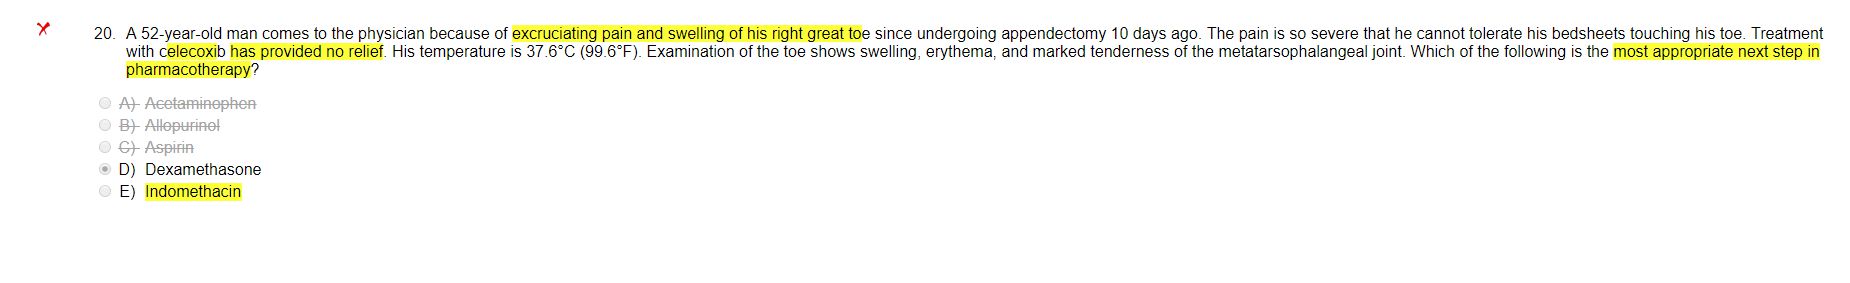 20. A 52-year-old man comes to the physician because of excruciating pain and swelling of his right great toe since undergoing appendectomy 10 days ago. The pain is so severe that he cannot tolerate his bedsheets touching his toe. Treatment
with celecoxib has provided no relief. His temperature is 37.6°C (99.6°F). Examination of the toe shows swelling, erythema, and marked tenderness of the metatarsophalangeal joint. Which of the following is the most appropriate next step in
pharmacotherapy?
A) Acetaminophen
B) Allopurinol
C) Aspirin
D) Dexamethasone
E) Indomethacin